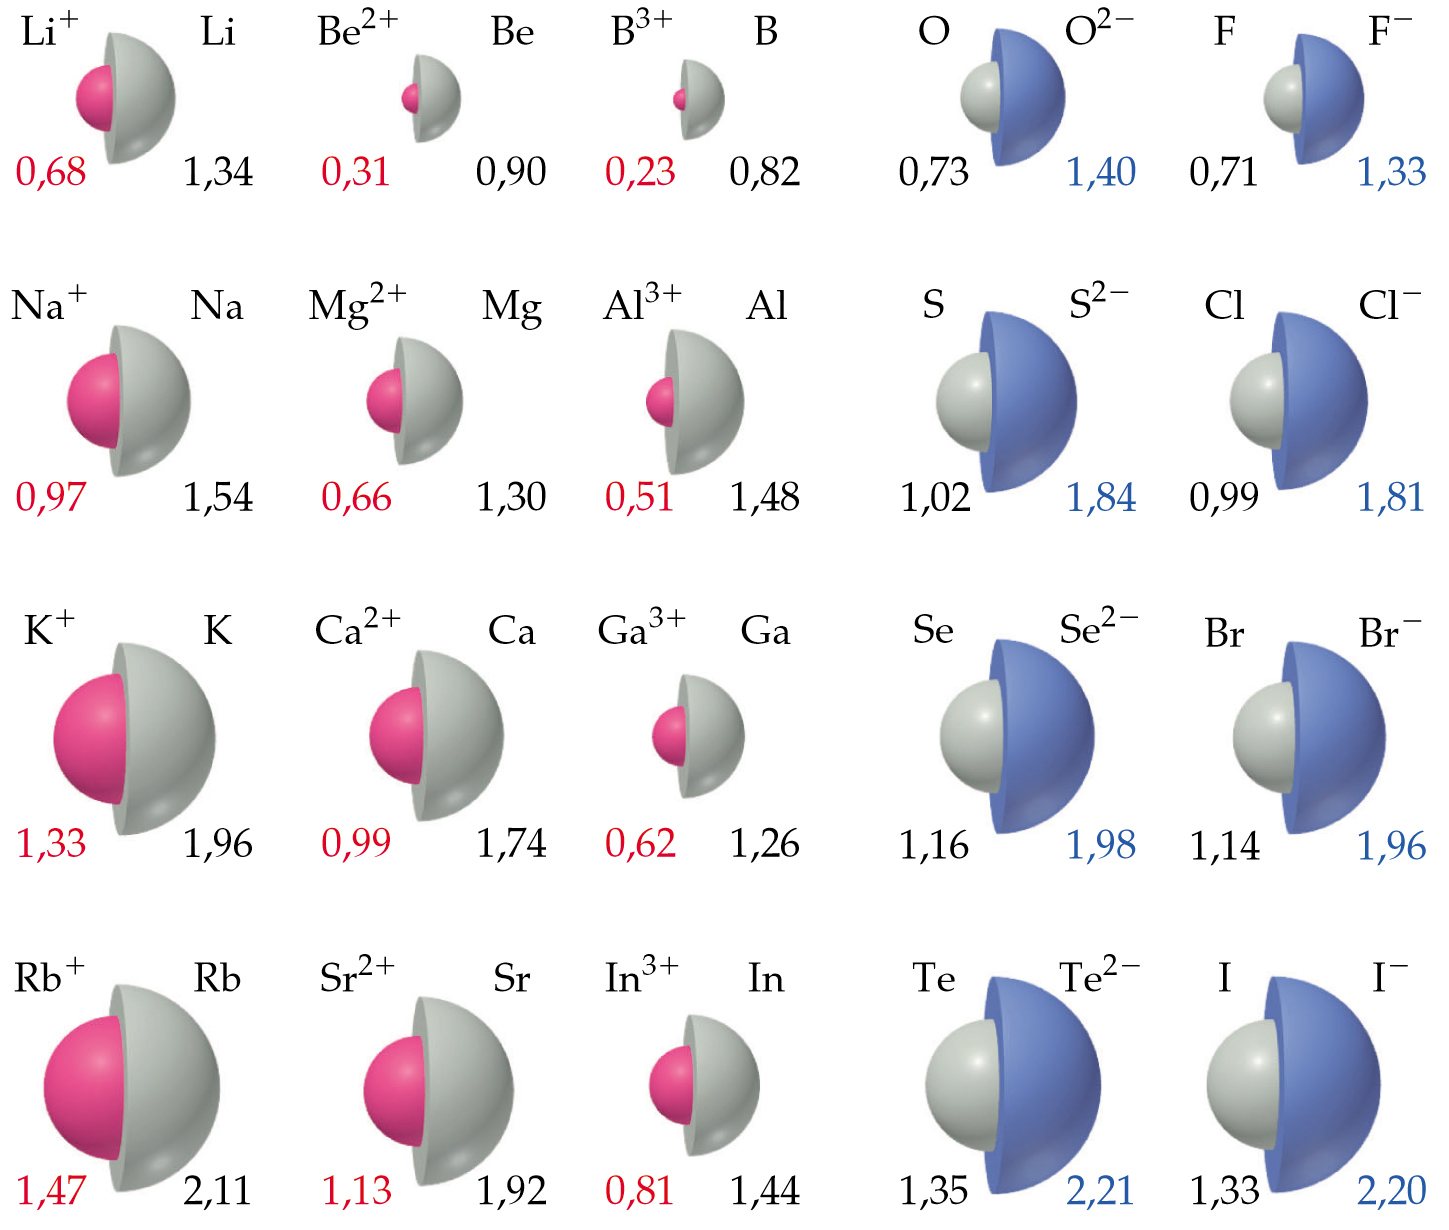 Li⁺ Li Be²⁺ Be B³⁺ B O O²⁻ F F⁻
0,68 1,34 0,31 0,90 0,23 0,82 0,73 1,40 0,71 1,33
Na⁺ Na Mg²⁺ Mg Al³⁺ Al S S²⁻ Cl Cl⁻
0,97 1,54 0,66 1,30 0,51 1,48 1,02 1,84 0,99 1,81
K⁺ K Ca²⁺ Ca Ga³⁺ Ga Se Se²⁻ Br Br⁻
1,33 1,96 0,99 1,74 0,62 1,26 1,16 1,98 1,14 1,96
Rb⁺ Rb Sr²⁺ Sr In³⁺ In Te Te²⁻ I I⁻
1,47 2,11 1,13 1,92 0,81 1,44 1,35 2,21 1,33 2,20